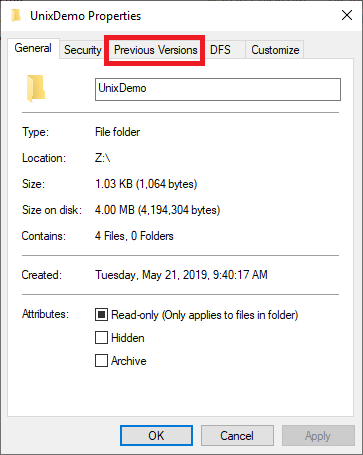 UnixDemo Properties
General Security Previous Versions DFS Customize
UnixDemo
Type: File folder
Location: Z:\
Size: 1.03 KB (1,064 bytes)
Size on disk: 4.00 MB (4,194,304 bytes)
Contains: 4 Files, 0 Folders
Created: Tuesday, May 21, 2019, 9:40:17 AM
Attributes: Read-only (Only applies to files in folder)
Hidden
Archive
OK Cancel Apply